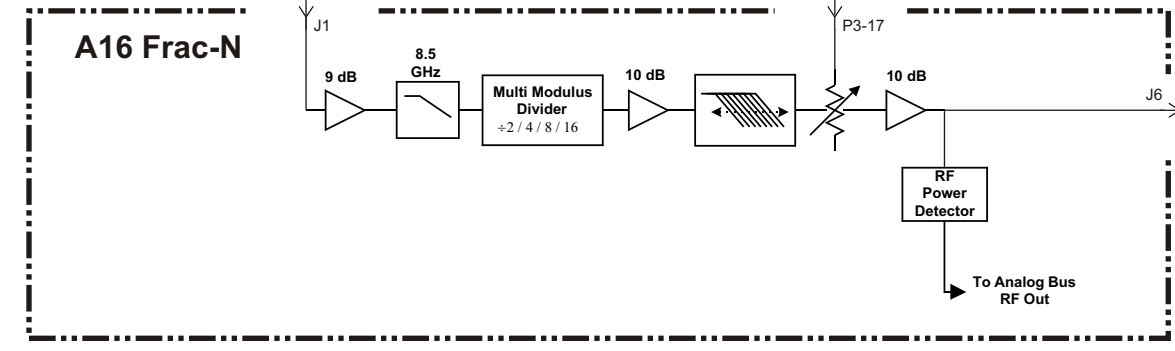 J1
P3-17
A16 Frac-N
8.5
GHz
9 dB
Multi Modulus
Divider
÷2 / 4 / 8 / 16
10 dB
10 dB
J6
RF
Power
Detector
To Analog Bus
RF Out